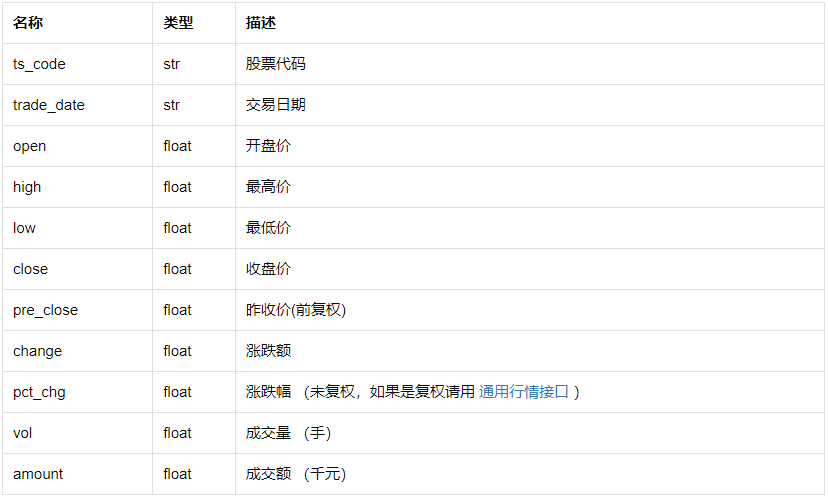 名称 类型 描述
ts_code str 股票代码
trade_date str 交易日期
open float 开盘价
high float 最高价
low float 最低价
close float 收盘价
pre_close float 昨收价(前复权)
change float 涨跌额
pct_chg float 涨跌幅 （未复权，如果是复权请用 通用行情接口 ）
vol float 成交量 （手）
amount float 成交额 （千元）